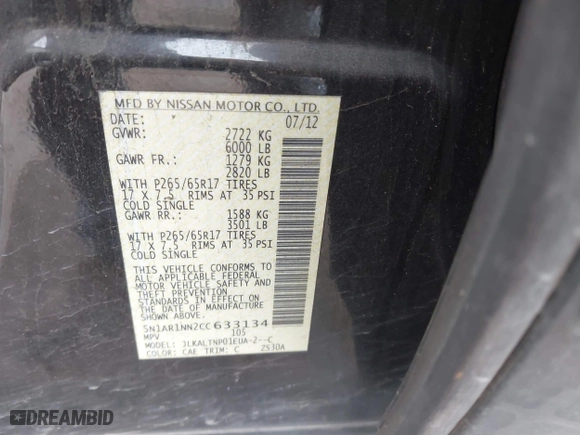 MFD BY NISSAN MOTOR CO., LTD.
DATE: 07/12
GVWR: 2722 KG
6000 LB
GAWR FR.: 1279 KG
2820 LB
WITH P265/65R17 TIRES
17 X 7.5 RIMS AT 35 PSI
COLD SINGLE
GAWR RR.: 1588 KG
3501 LB
WITH P265/65R17 TIRES
17 X 7.5 RIMS AT 35 PSI
COLD SINGLE
THIS VEHICLE CONFORMS TO
ALL APPLICABLE FEDERAL
MOTOR VEHICLE SAFETY AND
AND THEFT PREVENTION
STANDARDS IN EFFECT ON
THE DATE OF MANUFACTURE
SHOWN ABOVE.
5N1AR1NN2CC633134
MPV 105
MODEL: JLKALTNP01EUA-2--C
COLOR: CAE TRIM: C ZS30A
DREAMBID